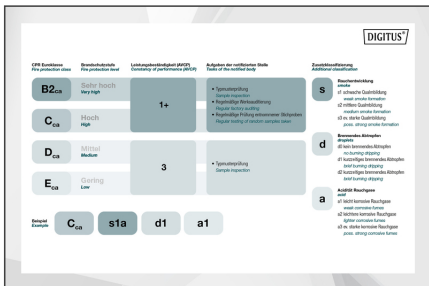 DIGITUS®
CPR Euroklasse
Fire protection class
Brandschutzstufe
Fire protection level
Leistungsbeständigkeit (AVCP)
Constancy of performance (AVCP)
Aufgaben der notifizierten Stelle
Tasks of the notified body
Zusatzklassifizierung
Additional classification
B2ca
Sehr hoch
Very high
Cca
Hoch
High
1+
• Typmusterprüfung
Sample inspection
• Regelmäßige Werksauditierung
Regular factory auditing
• Regelmäßige Prüfung entnommener Stichproben
Regular testing of random samples taken
Dca
Mittel
Medium
Eca
Gering
Low
3
• Typmusterprüfung
Sample inspection
s
Rauchentwicklung
smoke
s1 schwache Qualmbildung
weak smoke formation
s2 mittlere Qualmbildung
medium smoke formation
s3 ev. starke Qualmbildung
poss. strong smoke formation
d
Brennendes Abtropfen
droplets
d0 kein brennendes Abtropfen
no burning dripping
d1 kurzzeitiges brennendes Abtropfen
brief burning dripping
d2 kurzzeitiges brennendes Abtropfen
brief burning dripping
a
Acidität Rauchgase
acid
a1 leicht korrosive Rauchgase
weak corrosive fumes
a2 leichtere korrosive Rauchgase
lighter corrosive fumes
a3 ev. starke korrosive Rauchgase
poss. strong corrosive fumes
Beispiel
Example
Cca
s1a
d1
a1